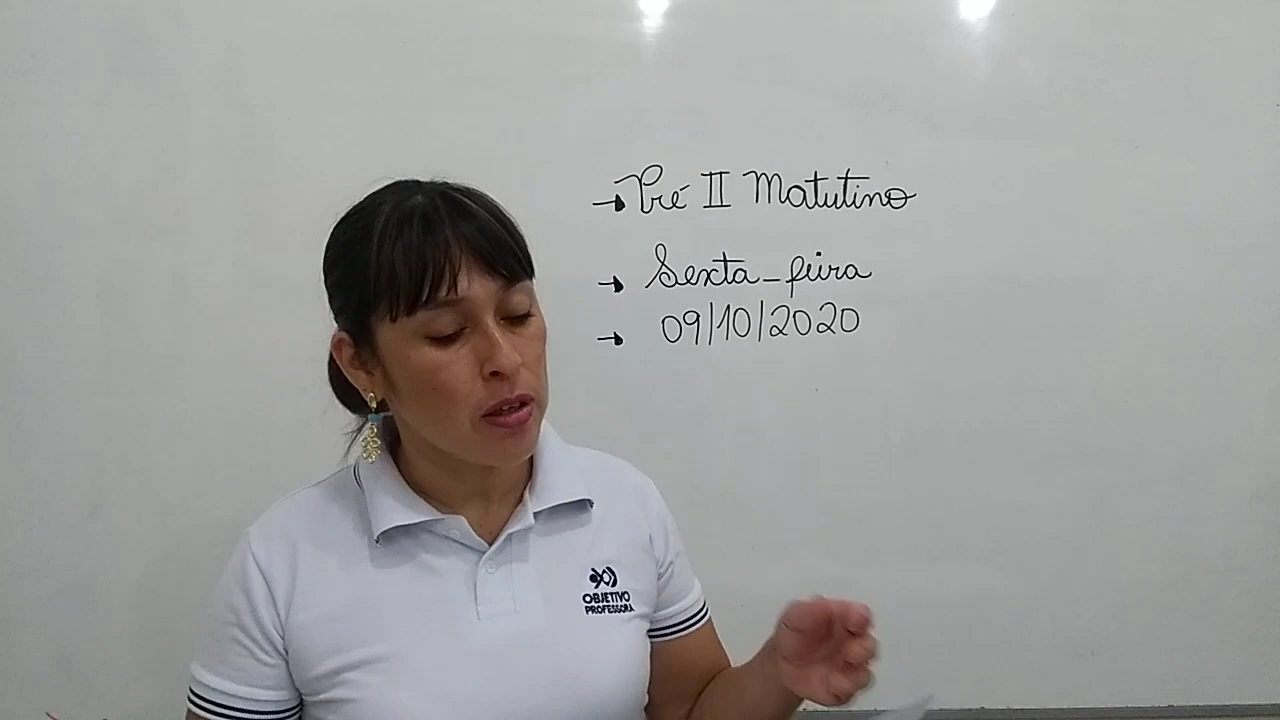 → Pré II Matutino
→ Sexta-feira
→ 09/10/2020
OBJETIVO
PROFESSORA